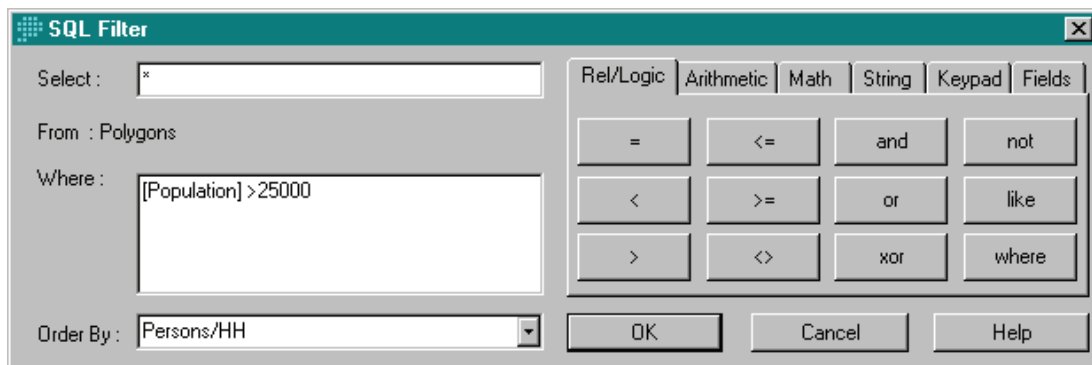 SQL Filter
Select : *
From : Polygons
Where : [Population] >25000
Order By : Persons/HH
Rel/Logic Arithmetic Math String Keypad Fields
= <= and not
< >= or like
> <> xor where
OK Cancel Help